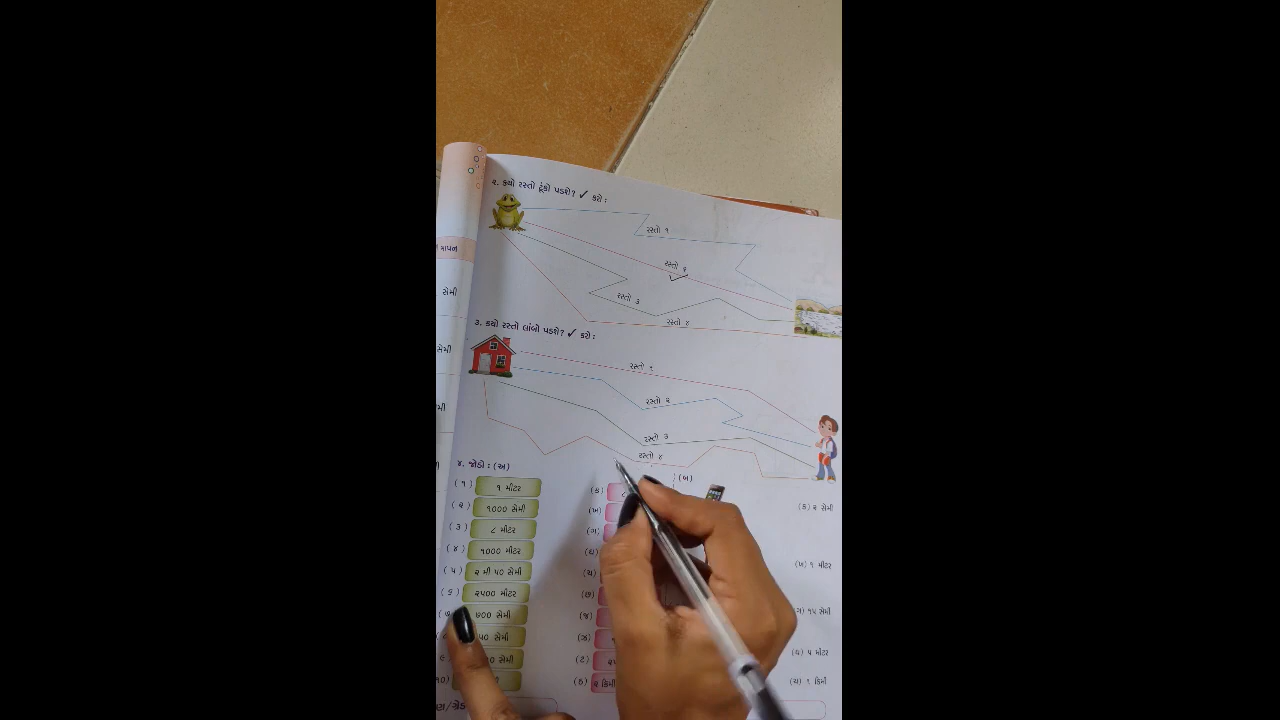 ૨. કયો રસ્તો ટૂંકો પડશે? ✓ કરો :
રસ્તો ૧
રસ્તો ૨
રસ્તો ૩
રસ્તો ૪
માપન
સેમી
સેમી
૩. કયો રસ્તો લાંબો પડશે? ✓ કરો :
રસ્તો ૧
રસ્તો ૨
રસ્તો ૩
રસ્તો ૪
૪. જોડો : (અ)
(બ)
(૧) ૧ મીટર
(૨) ૧૦૦૦ સેમી
(૩) ૮ મીટર
(૪) ૧૦૦૦ મીટર
(૫) ૨ મી ૫૦ સેમી
(૬) ૨૫૦૦ મીટર
૭૦૦ સેમી
૫૦ સેમી
સેમી
(ક)
(ખ)
(ગ)
(ઘ)
(ચ)
(છ)
(જ)
(ઝ)
(ટ)
(ઠ) ૨ કિમી
(ક) ૨ સેમી
(ખ) ૧ મીટર
(ગ) ૧૫ સેમી
(ઘ) ૫ મીટર
(ચ) ૧ કિમી